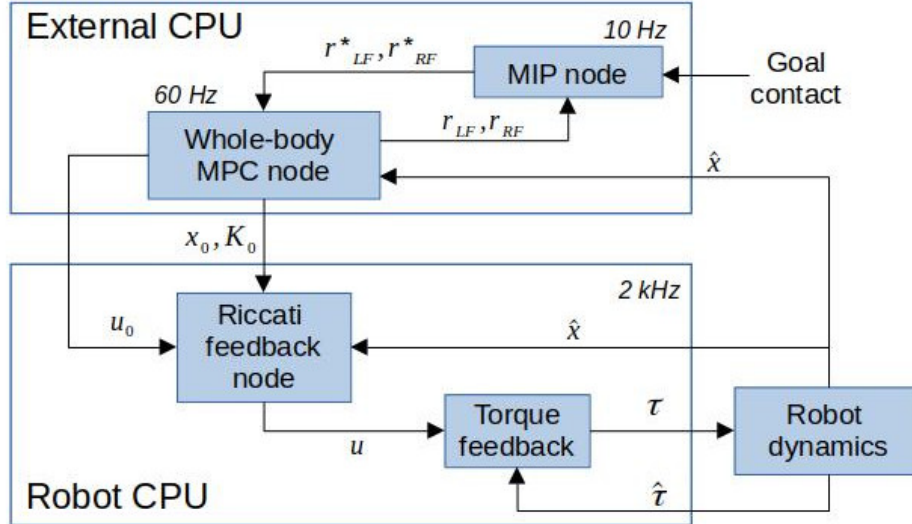 External CPU
10 Hz
r*LF, r*RF
MIP node
Goal
contact
60 Hz
Whole-body
MPC node
rLF, rRF
x̂
x0, K0
2 kHz
Riccati
feedback
node
u0
x̂
Torque
feedback
τ
Robot
dynamics
u
τ̂
Robot CPU